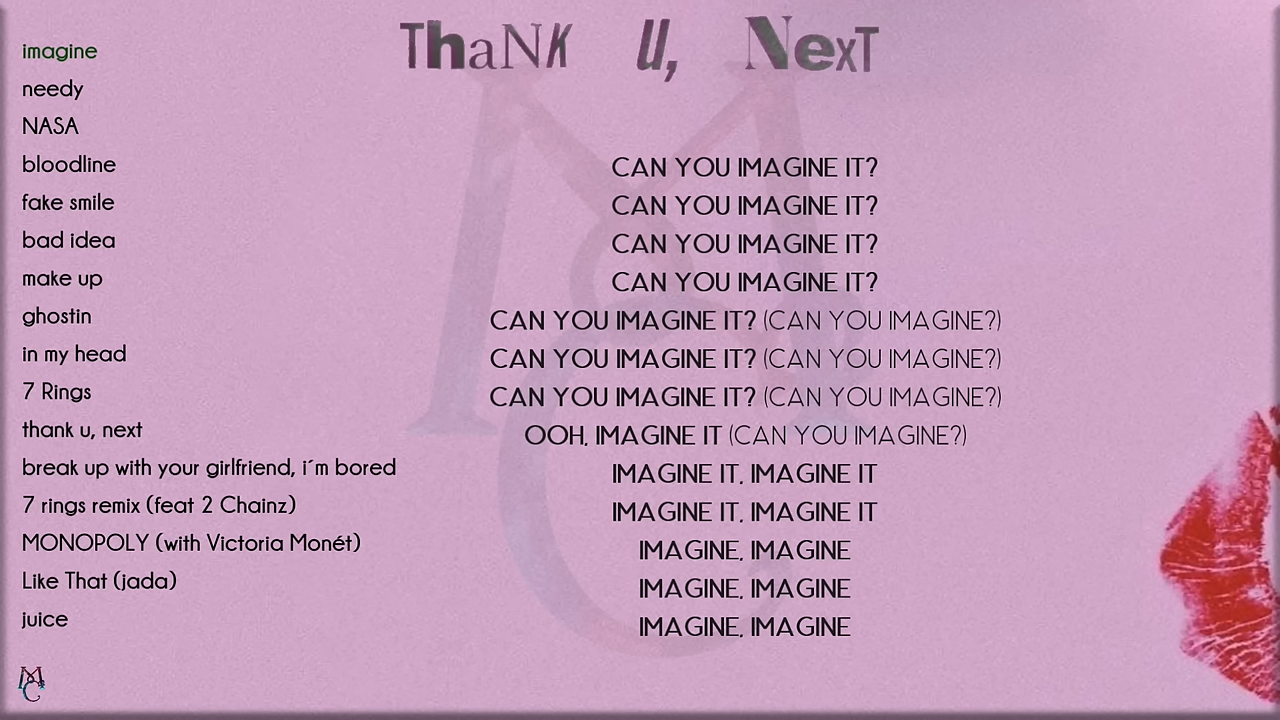 ThaNK U, NexT
imagine
needy
NASA
bloodline
fake smile
bad idea
make up
ghostin
in my head
7 Rings
thank u, next
break up with your girlfriend, i´m bored
7 rings remix (feat 2 Chainz)
MONOPOLY (with Victoria Monét)
Like That (jada)
juice
CAN YOU IMAGINE IT?
CAN YOU IMAGINE IT?
CAN YOU IMAGINE IT?
CAN YOU IMAGINE IT?
CAN YOU IMAGINE IT? (CAN YOU IMAGINE?)
CAN YOU IMAGINE IT? (CAN YOU IMAGINE?)
CAN YOU IMAGINE IT? (CAN YOU IMAGINE?)
OOH, IMAGINE IT (CAN YOU IMAGINE?)
IMAGINE IT, IMAGINE IT
IMAGINE IT, IMAGINE IT
IMAGINE, IMAGINE
IMAGINE, IMAGINE
IMAGINE, IMAGINE